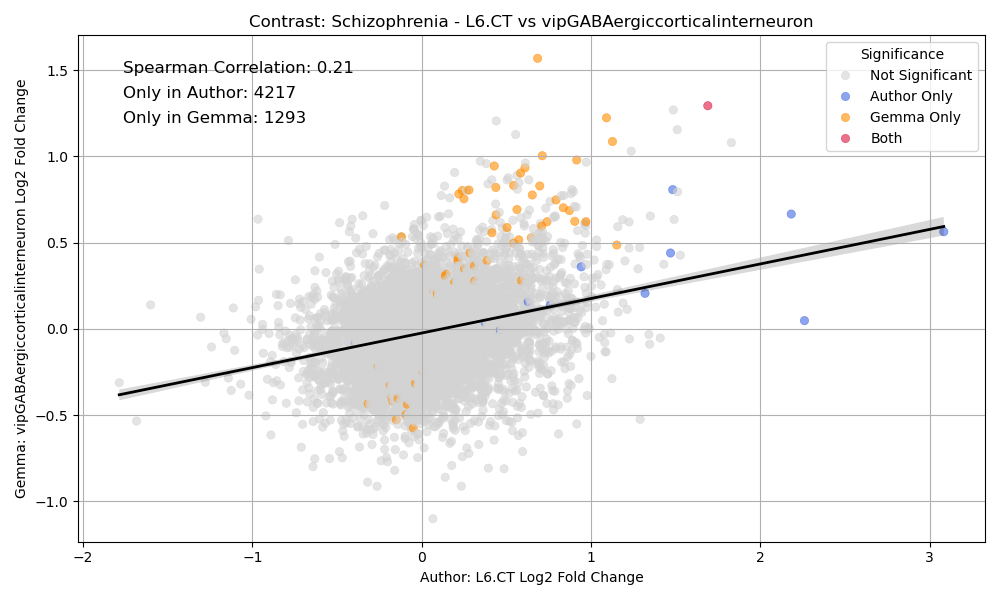 Contrast: Schizophrenia - L6.CT vs vipGABAergiccorticalinterneuron
Spearman Correlation: 0.21
Only in Author: 4217
Only in Gemma: 1293
Significance
Not Significant
Author Only
Gemma Only
Both
Gemma: vipGABAergiccorticalinterneuron Log2 Fold Change
1.5
1.0
0.5
0.0
−0.5
−1.0
−2
−1
0
1
2
3
Author: L6.CT Log2 Fold Change